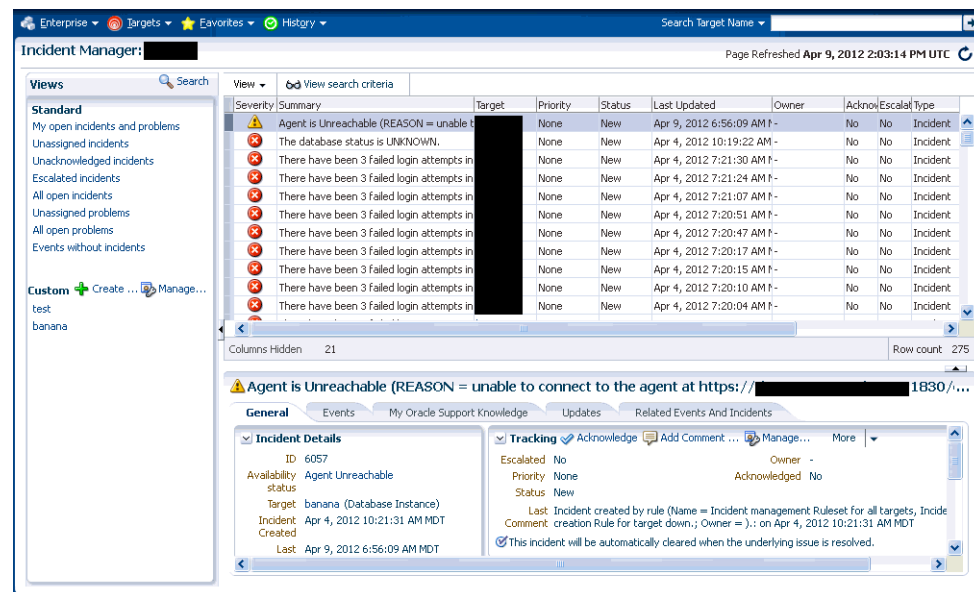 Enterprise Targets Favorites History Search Target Name
Incident Manager:
Page Refreshed Apr 9, 2012 2:03:14 PM UTC
Views Search
Standard
My open incidents and problems
Unassigned incidents
Unacknowledged incidents
Escalated incidents
All open incidents
Unassigned problems
All open problems
Events without incidents
Custom Create ... Manage...
test
banana
View View search criteria
Severity Summary Target Priority Status Last Updated Owner Acknov Escalat Type
Agent is Unreachable (REASON = unable t None New Apr 9, 2012 6:56:09 AM - No No Incident
The database status is UNKNOWN. None New Apr 4, 2012 10:19:22 AM - No No Incident
There have been 3 failed login attempts in None New Apr 4, 2012 7:21:30 AM - No No Incident
There have been 3 failed login attempts in None New Apr 4, 2012 7:21:24 AM - No No Incident
There have been 3 failed login attempts in None New Apr 4, 2012 7:21:07 AM - No No Incident
There have been 3 failed login attempts in None New Apr 4, 2012 7:20:51 AM - No No Incident
There have been 3 failed login attempts in None New Apr 4, 2012 7:20:47 AM - No No Incident
There have been 3 failed login attempts in None New Apr 4, 2012 7:20:17 AM - No No Incident
There have been 3 failed login attempts in None New Apr 4, 2012 7:20:15 AM - No No Incident
There have been 3 failed login attempts in None New Apr 4, 2012 7:20:10 AM - No No Incident
There have been 3 failed login attempts in None New Apr 4, 2012 7:20:04 AM - No No Incident
Columns Hidden 21 Row count 275
Agent is Unreachable (REASON = unable to connect to the agent at https:// 1830/...
General Events My Oracle Support Knowledge Updates Related Events And Incidents
Incident Details
ID 6057
Availability status Agent Unreachable
Target banana (Database Instance)
Incident Created Apr 4, 2012 10:21:31 AM MDT
Last Apr 9, 2012 6:56:09 AM MDT
Tracking Acknowledge Add Comment ... Manage... More
Escalated No Owner -
Priority None Acknowledged No
Status New
Last Comment Incident created by rule (Name = Incident management Ruleset for all targets, Incide
creation Rule for target down.; Owner = ).: on Apr 4, 2012 10:21:31 AM MDT
This incident will be automatically cleared when the underlying issue is resolved.